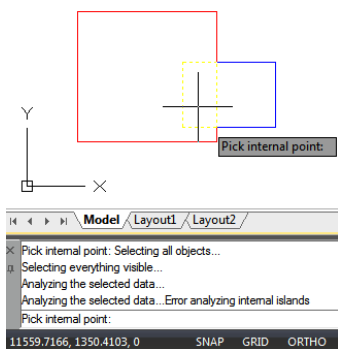 Pick internal point:
Y
X
Model Layout1 Layout2
Pick internal point: Selecting all objects...
Selecting everything visible...
Analyzing the selected data...
Analyzing the selected data...Error analyzing internal islands
Pick internal point:
11559.7166, 1350.4103, 0 SNAP GRID ORTHO